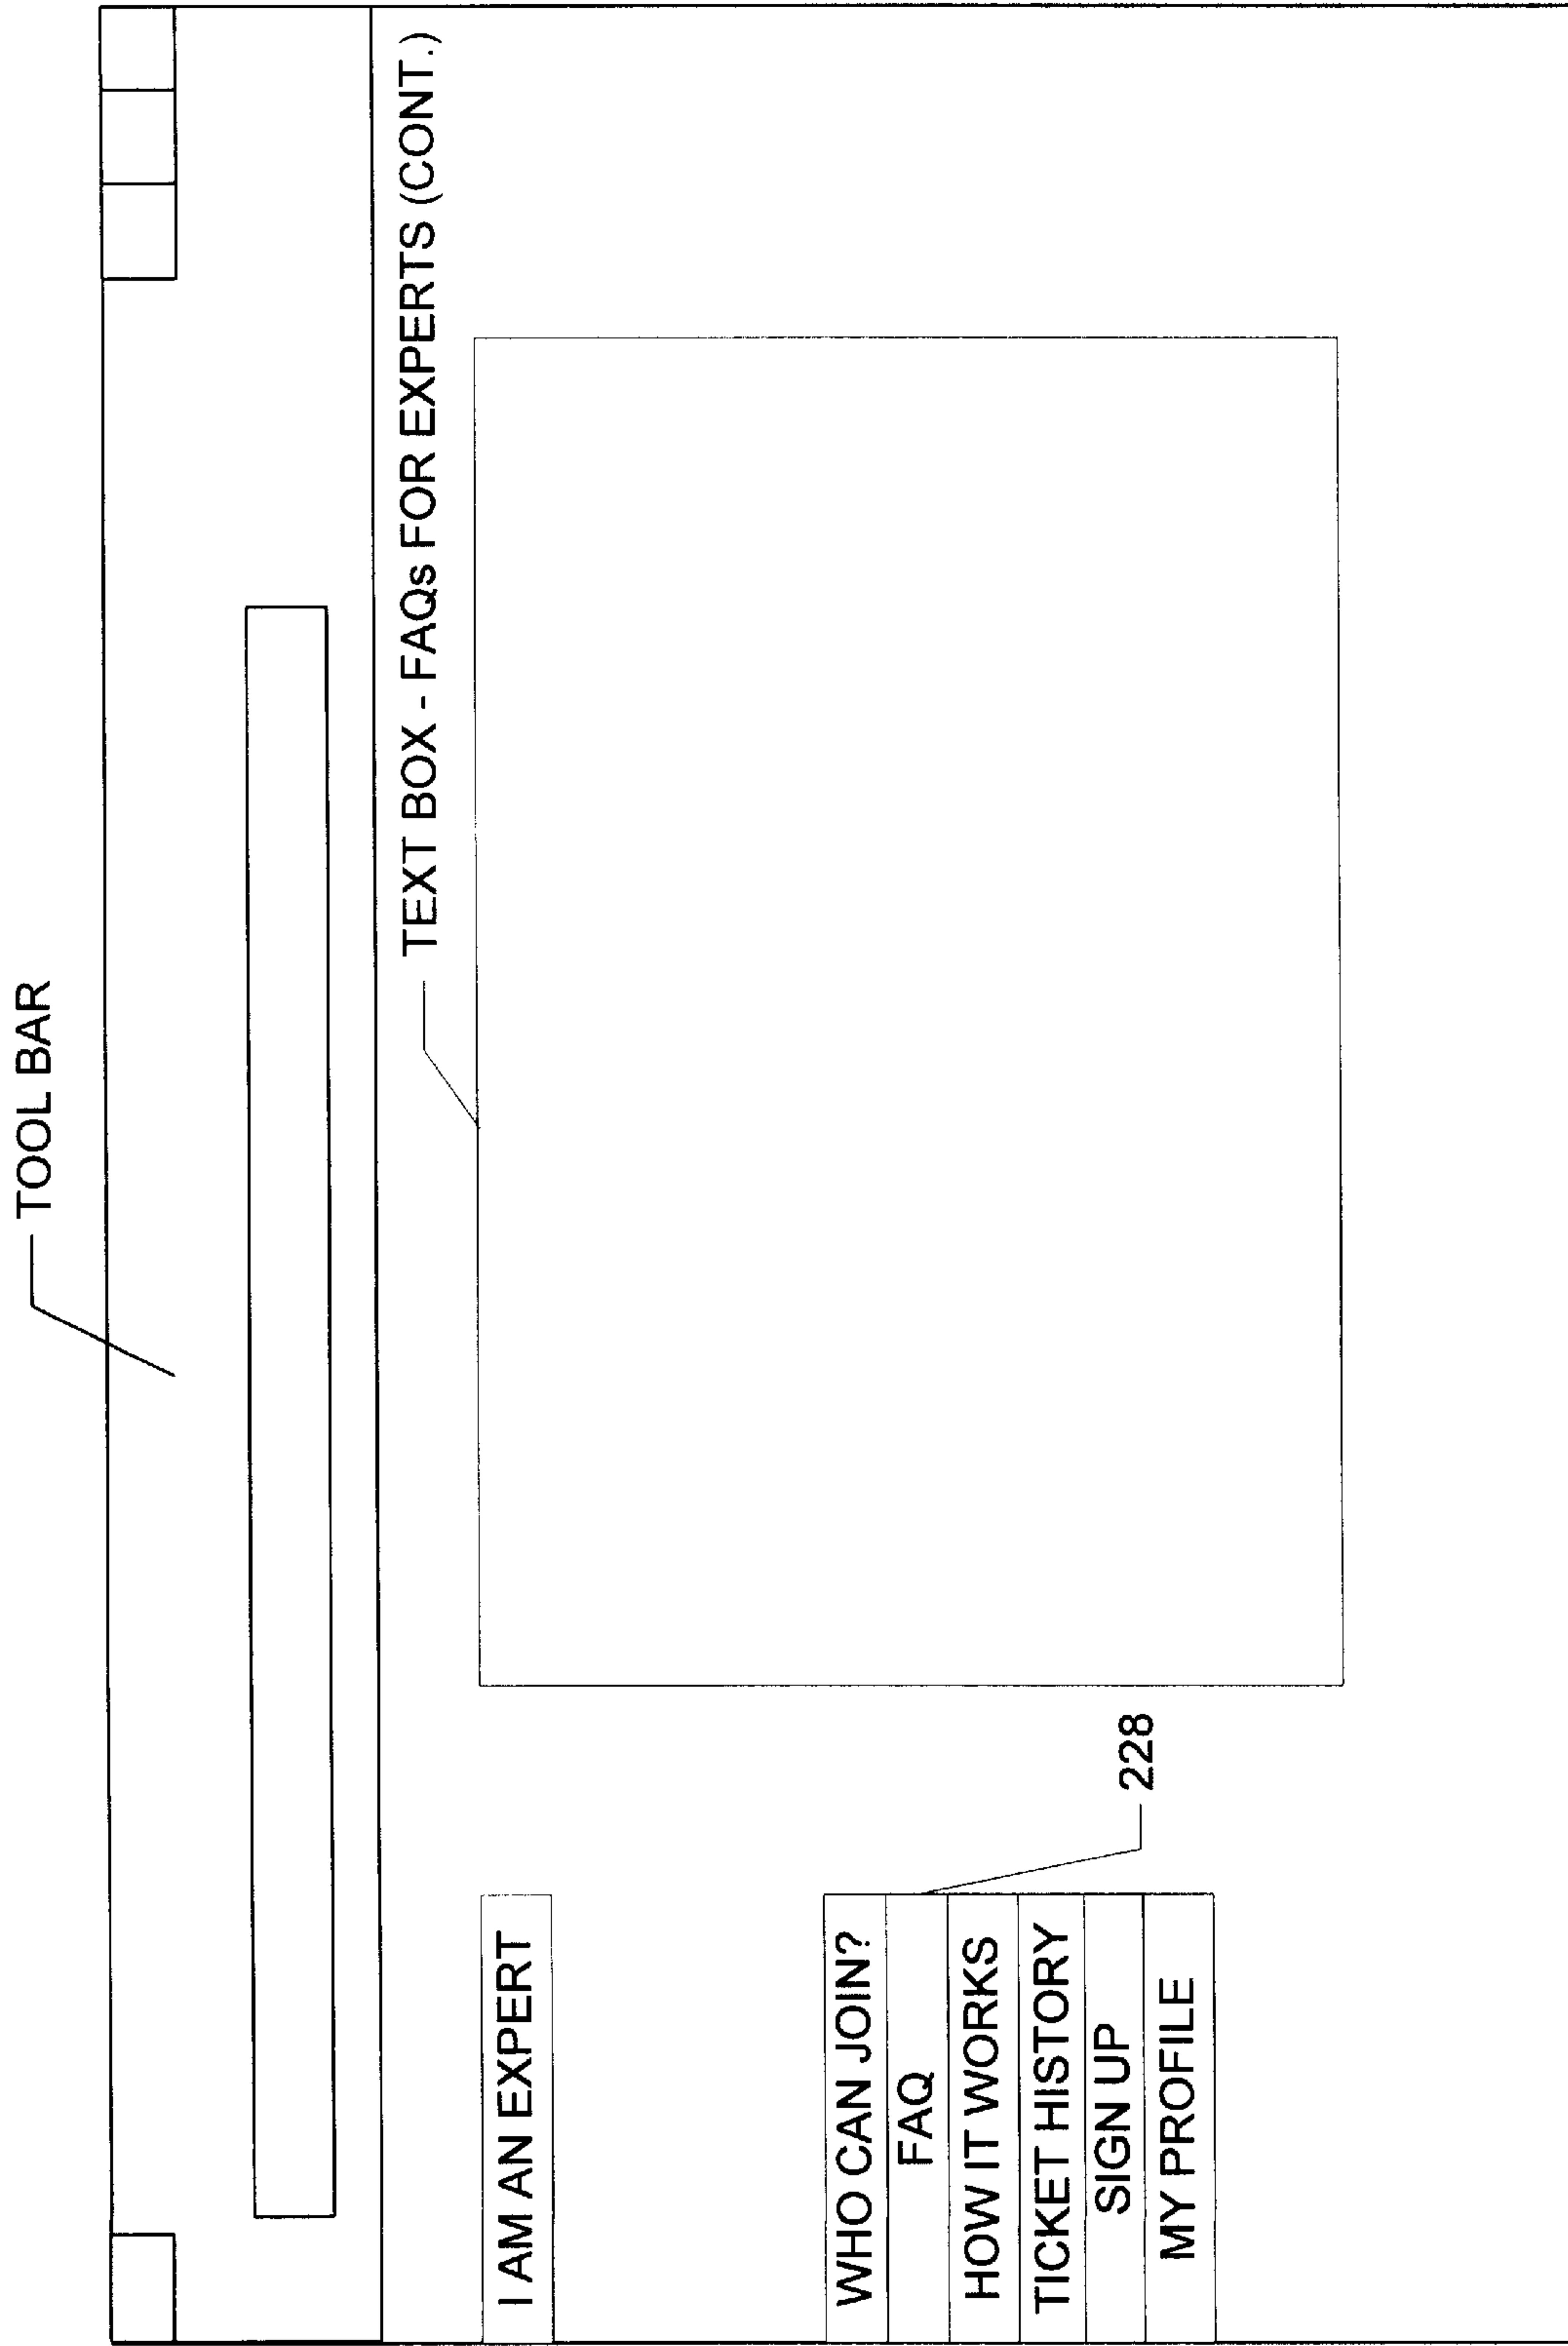 TOOL BAR
TEXT BOX - FAQs FOR EXPERTS (CONT.)
I AM AN EXPERT
WHO CAN JOIN?
FAQ
228
HOW IT WORKS
TICKET HISTORY
SIGN UP
MY PROFILE